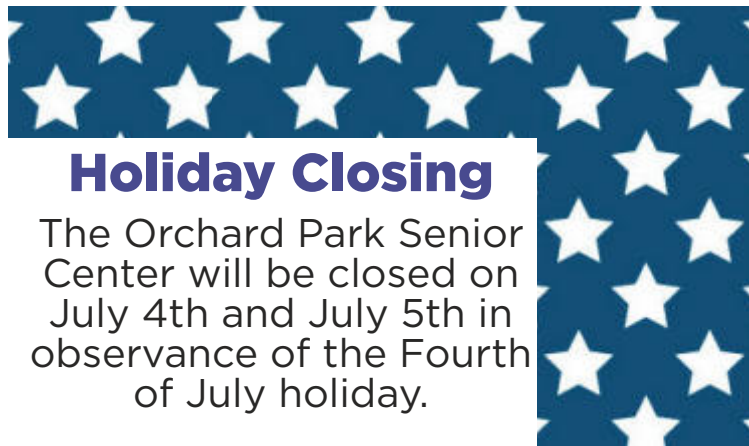 Holiday Closing
The Orchard Park Senior
Center will be closed on
July 4th and July 5th in
observance of the Fourth
of July holiday.